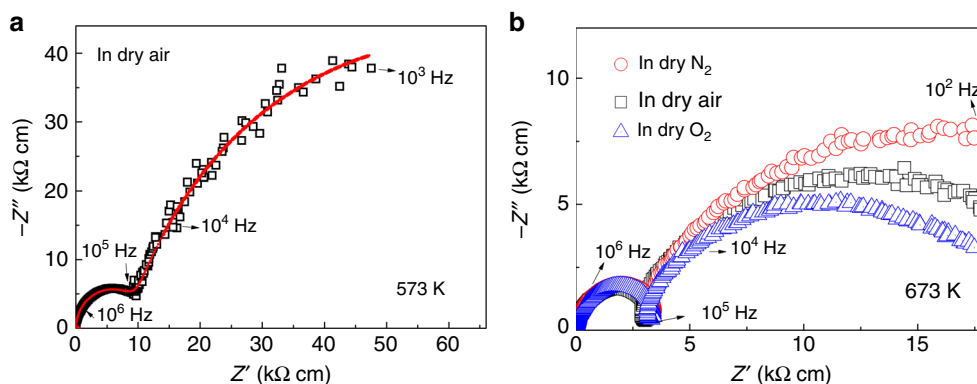 a
In dry air
−Z″ (kΩ cm)
40
30
20
10
0
10³ Hz
10⁴ Hz
10⁵ Hz
10⁶ Hz
573 K
0 10 20 30 40 50 60
Z′ (kΩ cm)
b
In dry N₂
In dry air
In dry O₂
−Z″ (kΩ cm)
10
5
0
10² Hz
10⁶ Hz
10⁴ Hz
10⁵ Hz
673 K
0 5 10 15
Z′ (kΩ cm)